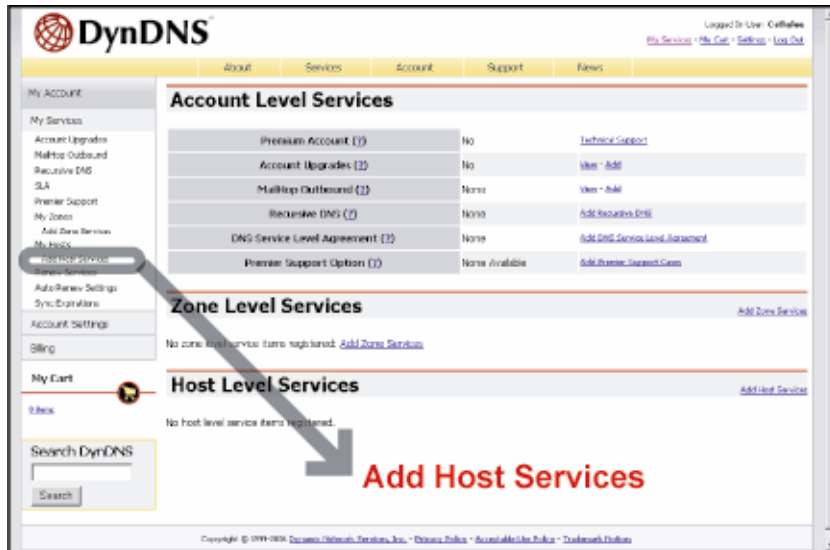 DynDNS
Logged In User:
My Services - My Cart - Settings - Log Out
About Services Account Support News
My Account
My Services
Account Upgrades
MailHop Outbound
Recursive DNS
SLA
Premier Support
My Zones
Add Zone Services
My Hosts
Add Host Services
Renew Services
Auto Renew Settings
Sync Expirations
Account Settings
Billing
My Cart
0 items
Search DynDNS
Search
Account Level Services
Premium Account (?) No Technical Support
Account Upgrades (?) No View - Add
MailHop Outbound (?) None View - Add
Recursive DNS (?) None Add Recursive DNS
DNS Service Level Agreement (?) None Add DNS Service Level Agreement
Premier Support Option (?) None Available Add Premier Support Cases
Zone Level Services
Add Zone Services
No zone level service items registered. Add Zone Services
Host Level Services
Add Host Services
No host level service items registered.
Add Host Services
Copyright © 1999-2006 Dynamic Network Services, Inc. - Privacy Policy - Acceptable Use Policy - Trademark Notices